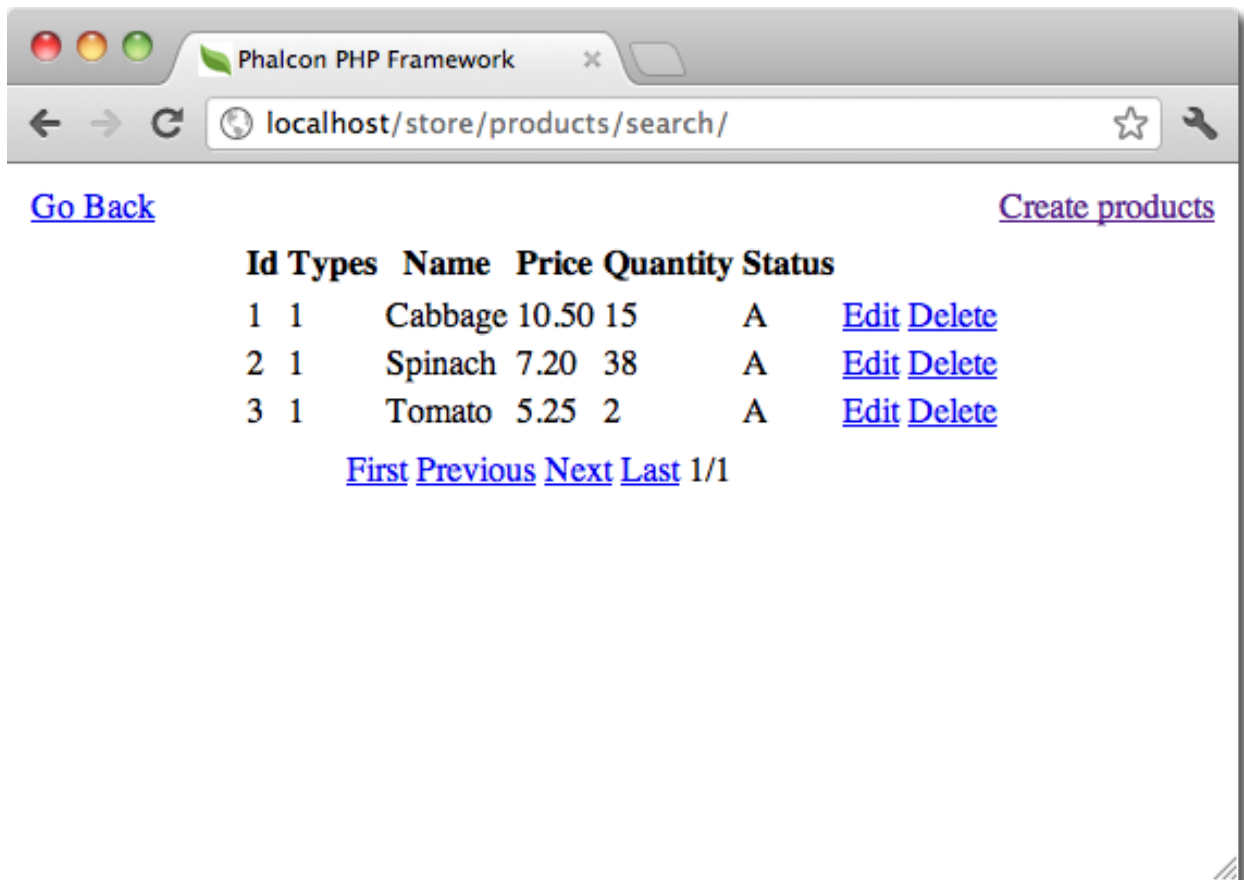 Phalcon PHP Framework
localhost/store/products/search/
Go Back Create products
Id Types Name Price Quantity Status
1 1 Cabbage 10.50 15 A Edit Delete
2 1 Spinach 7.20 38 A Edit Delete
3 1 Tomato 5.25 2 A Edit Delete
First Previous Next Last 1/1